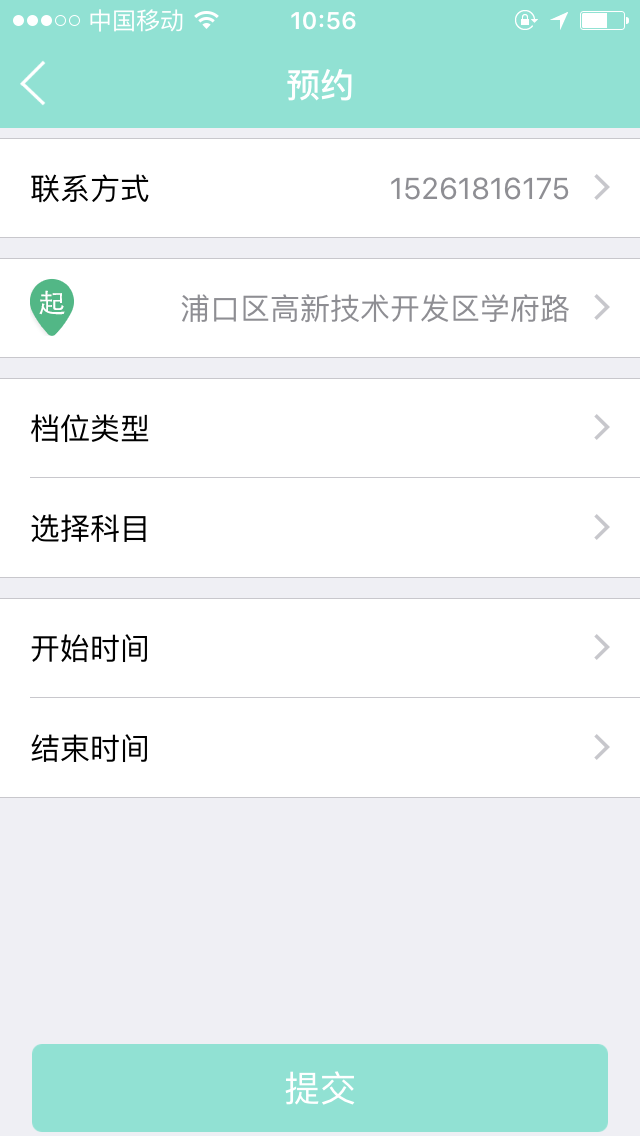 中国移动 10:56
预约
联系方式 15261816175
起 浦口区高新技术开发区学府路
档位类型
选择科目
开始时间
结束时间
提交